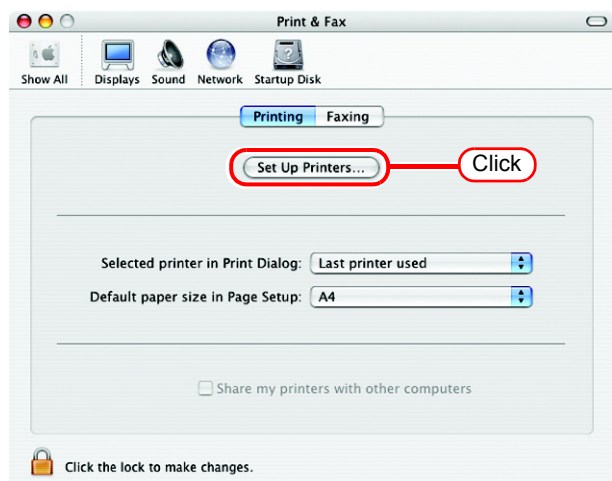 Print & Fax
Show All Displays Sound Network Startup Disk
Printing Faxing
Set Up Printers... Click
Selected printer in Print Dialog: Last printer used
Default paper size in Page Setup: A4
Share my printers with other computers
Click the lock to make changes.